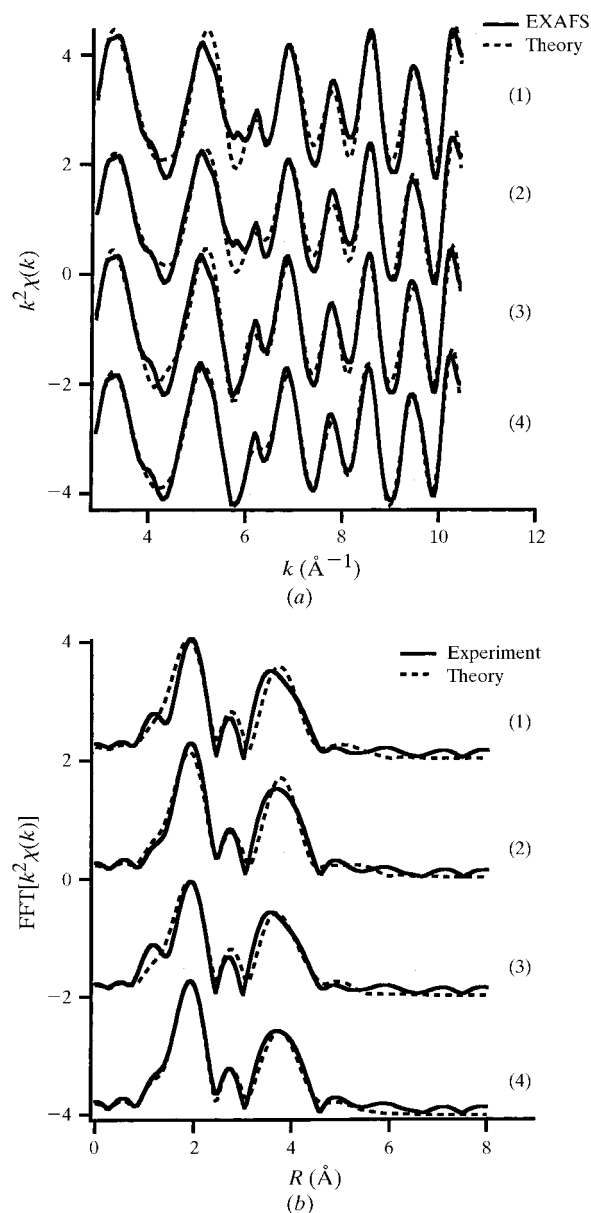 EXAFS
Theory
4
2
0
−2
−4
k²χ(k)
(1)
(2)
(3)
(4)
4
6
8
10
12
k (Å⁻¹)
(a)
Experiment
Theory
4
2
0
−2
−4
FFT[k²χ(k)]
(1)
(2)
(3)
(4)
0
2
4
6
8
R (Å)
(b)